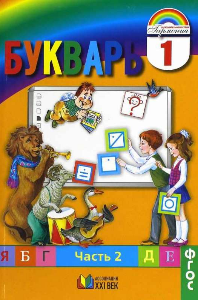 Гармония
БУКВАРЬ
1
?
Часть 2
Я Б Г Д Е
ФГОС
АССОЦИАЦИЯ
XXI ВЕК